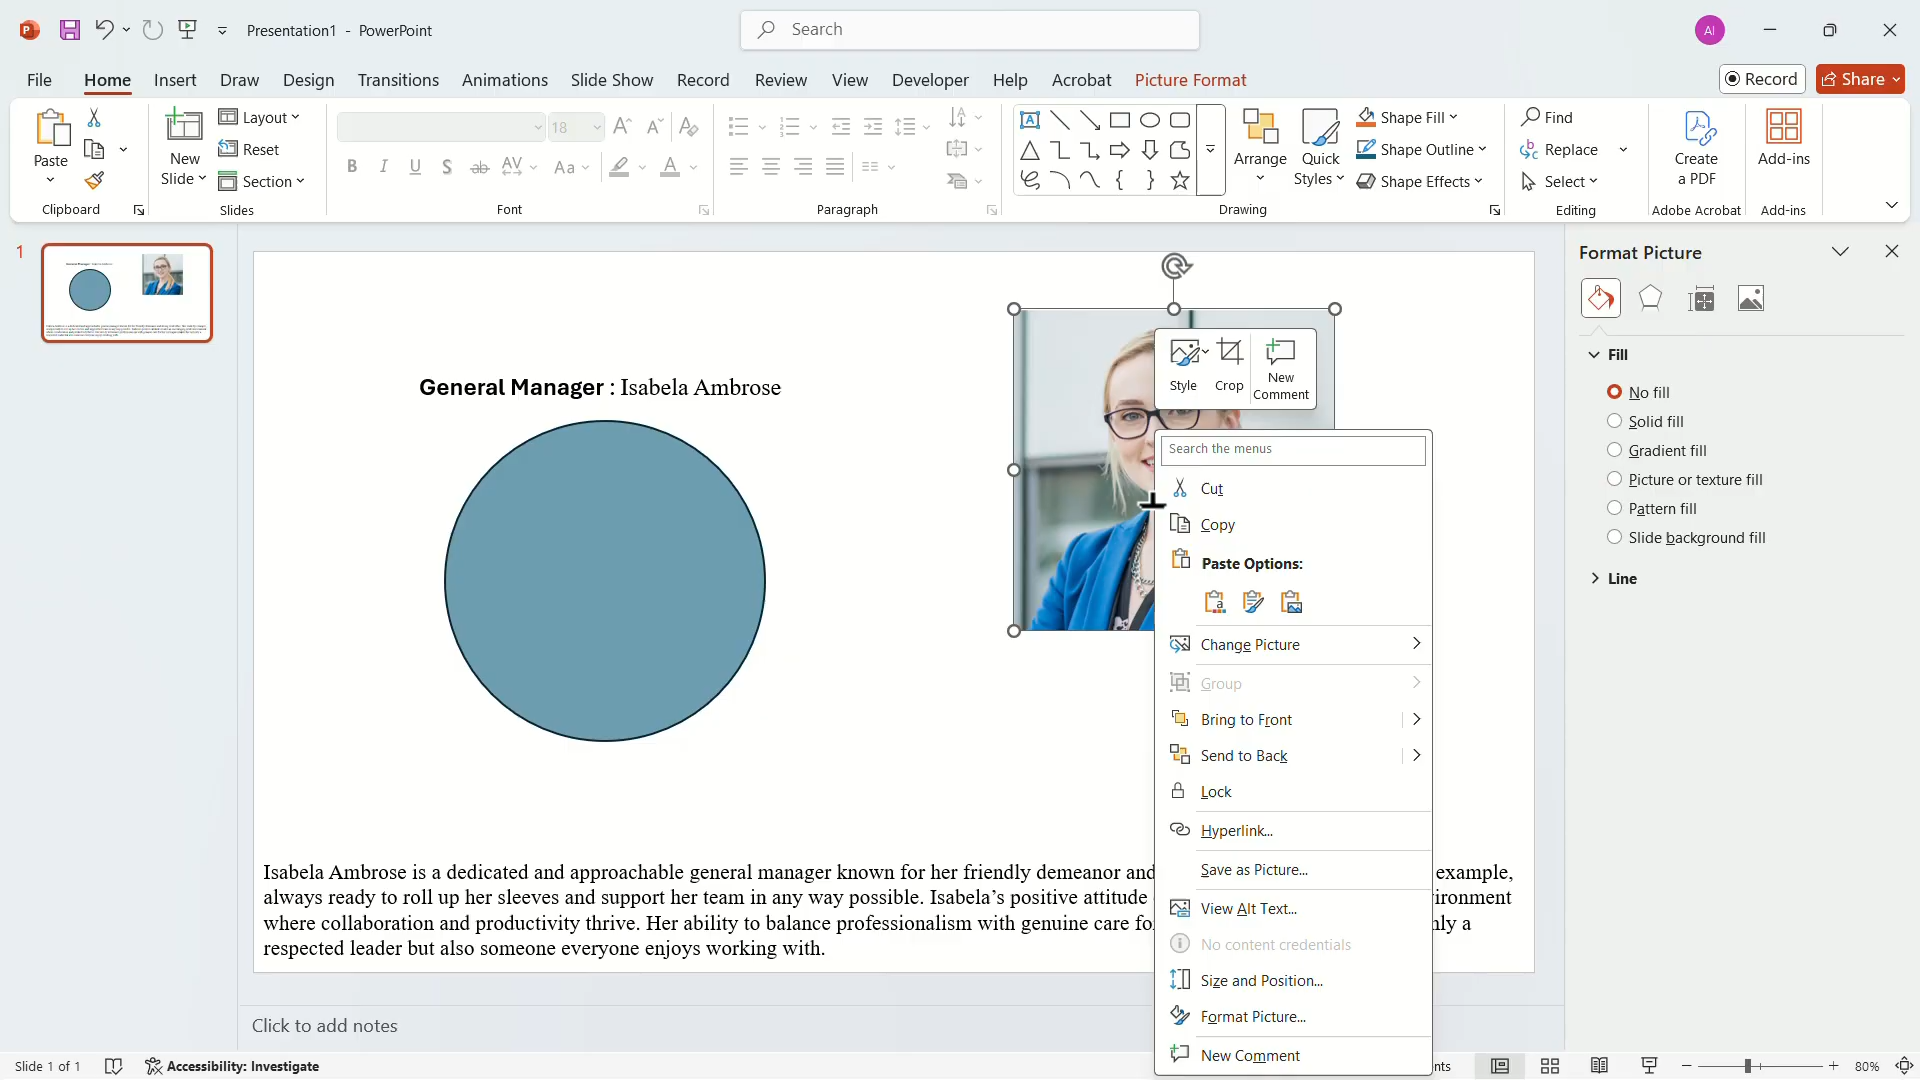 Presentation1 - PowerPoint
Search
AI
File Home Insert Draw Design Transitions Animations Slide Show Record Review View Developer Help Acrobat Picture Format
Record Share
Paste
New Slide
Layout
Reset
Section
18
B I U S ab AV Aa A
Arrange
Quick Styles
Shape Fill
Shape Outline
Shape Effects
Find
Replace
Select
Create a PDF
Add-ins
Clipboard Slides Font Paragraph Drawing Editing Adobe Acrobat Add-ins
1
General Manager : Isabela Ambrose
Style Crop New Comment
Search the menus
Cut
Copy
Paste Options:
Change Picture
Group
Bring to Front
Send to Back
Lock
Hyperlink...
Save as Picture...
View Alt Text...
No content credentials
Size and Position...
Format Picture...
New Comment
Isabela Ambrose is a dedicated and approachable general manager known for her friendly demeanor and example,
always ready to roll up her sleeves and support her team in any way possible. Isabela's positive attitude
where collaboration and productivity thrive. Her ability to balance professionalism with genuine care
respected leader but also someone everyone enjoys working with.
Format Picture
Fill
No fill
Solid fill
Gradient fill
Picture or texture fill
Pattern fill
Slide background fill
Line
Click to add notes
Slide 1 of 1
Accessibility: Investigate
80%